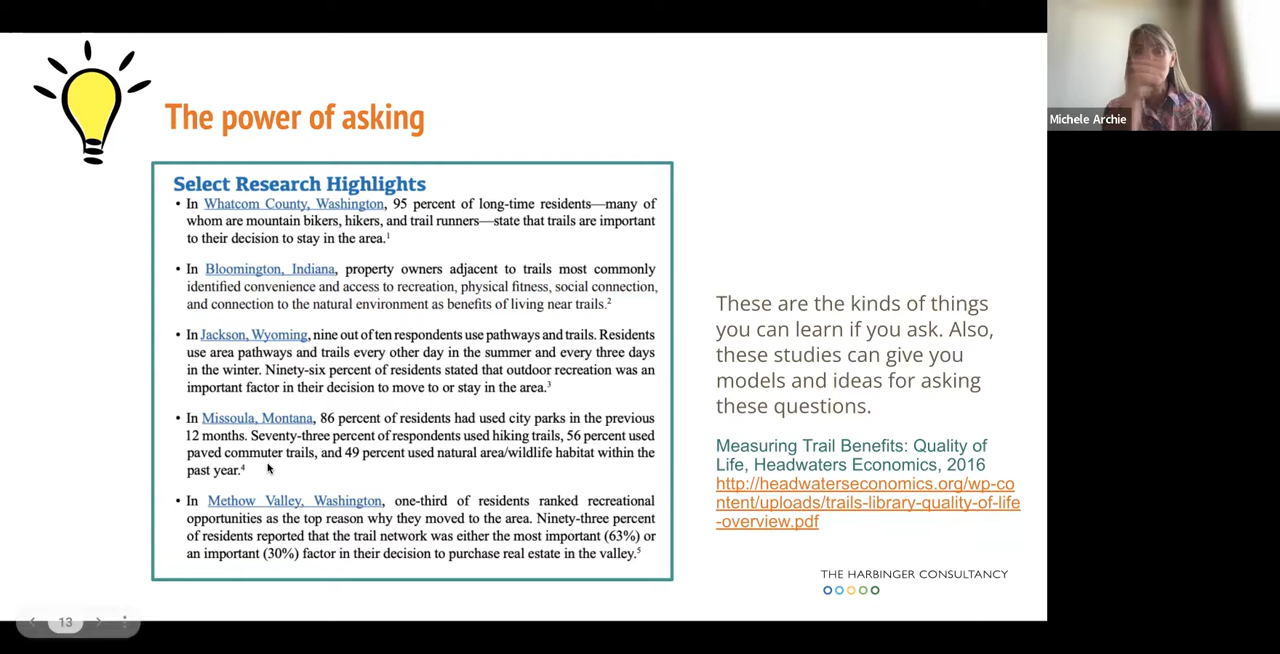 The power of asking
Michele Archie
Select Research Highlights
• In Whatcom County, Washington, 95 percent of long-time residents—many of
whom are mountain bikers, hikers, and trail runners—state that trails are important
to their decision to stay in the area.1
• In Bloomington, Indiana, property owners adjacent to trails most commonly
identified convenience and access to recreation, physical fitness, social connection,
and connection to the natural environment as benefits of living near trails.2
• In Jackson, Wyoming, nine out of ten respondents use pathways and trails. Residents
use area pathways and trails every other day in the summer and every three days
in the winter. Ninety-six percent of residents stated that outdoor recreation was an
important factor in their decision to move to or stay in the area.3
• In Missoula, Montana, 86 percent of residents had used city parks in the previous
12 months. Seventy-three percent of respondents used hiking trails, 56 percent used
paved commuter trails, and 49 percent used natural area/wildlife habitat within the
past year.4
• In Methow Valley, Washington, one-third of residents ranked recreational
opportunities as the top reason why they moved to the area. Ninety-three percent
of residents reported that the trail network was either the most important (63%) or
an important (30%) factor in their decision to purchase real estate in the valley.5
These are the kinds of things
you can learn if you ask. Also,
these studies can give you
models and ideas for asking
these questions.
Measuring Trail Benefits: Quality of
Life, Headwaters Economics, 2016
http://headwaterseconomics.org/wp-co
ntent/uploads/trails-library-quality-of-life
-overview.pdf
THE HARBINGER CONSULTANCY
13